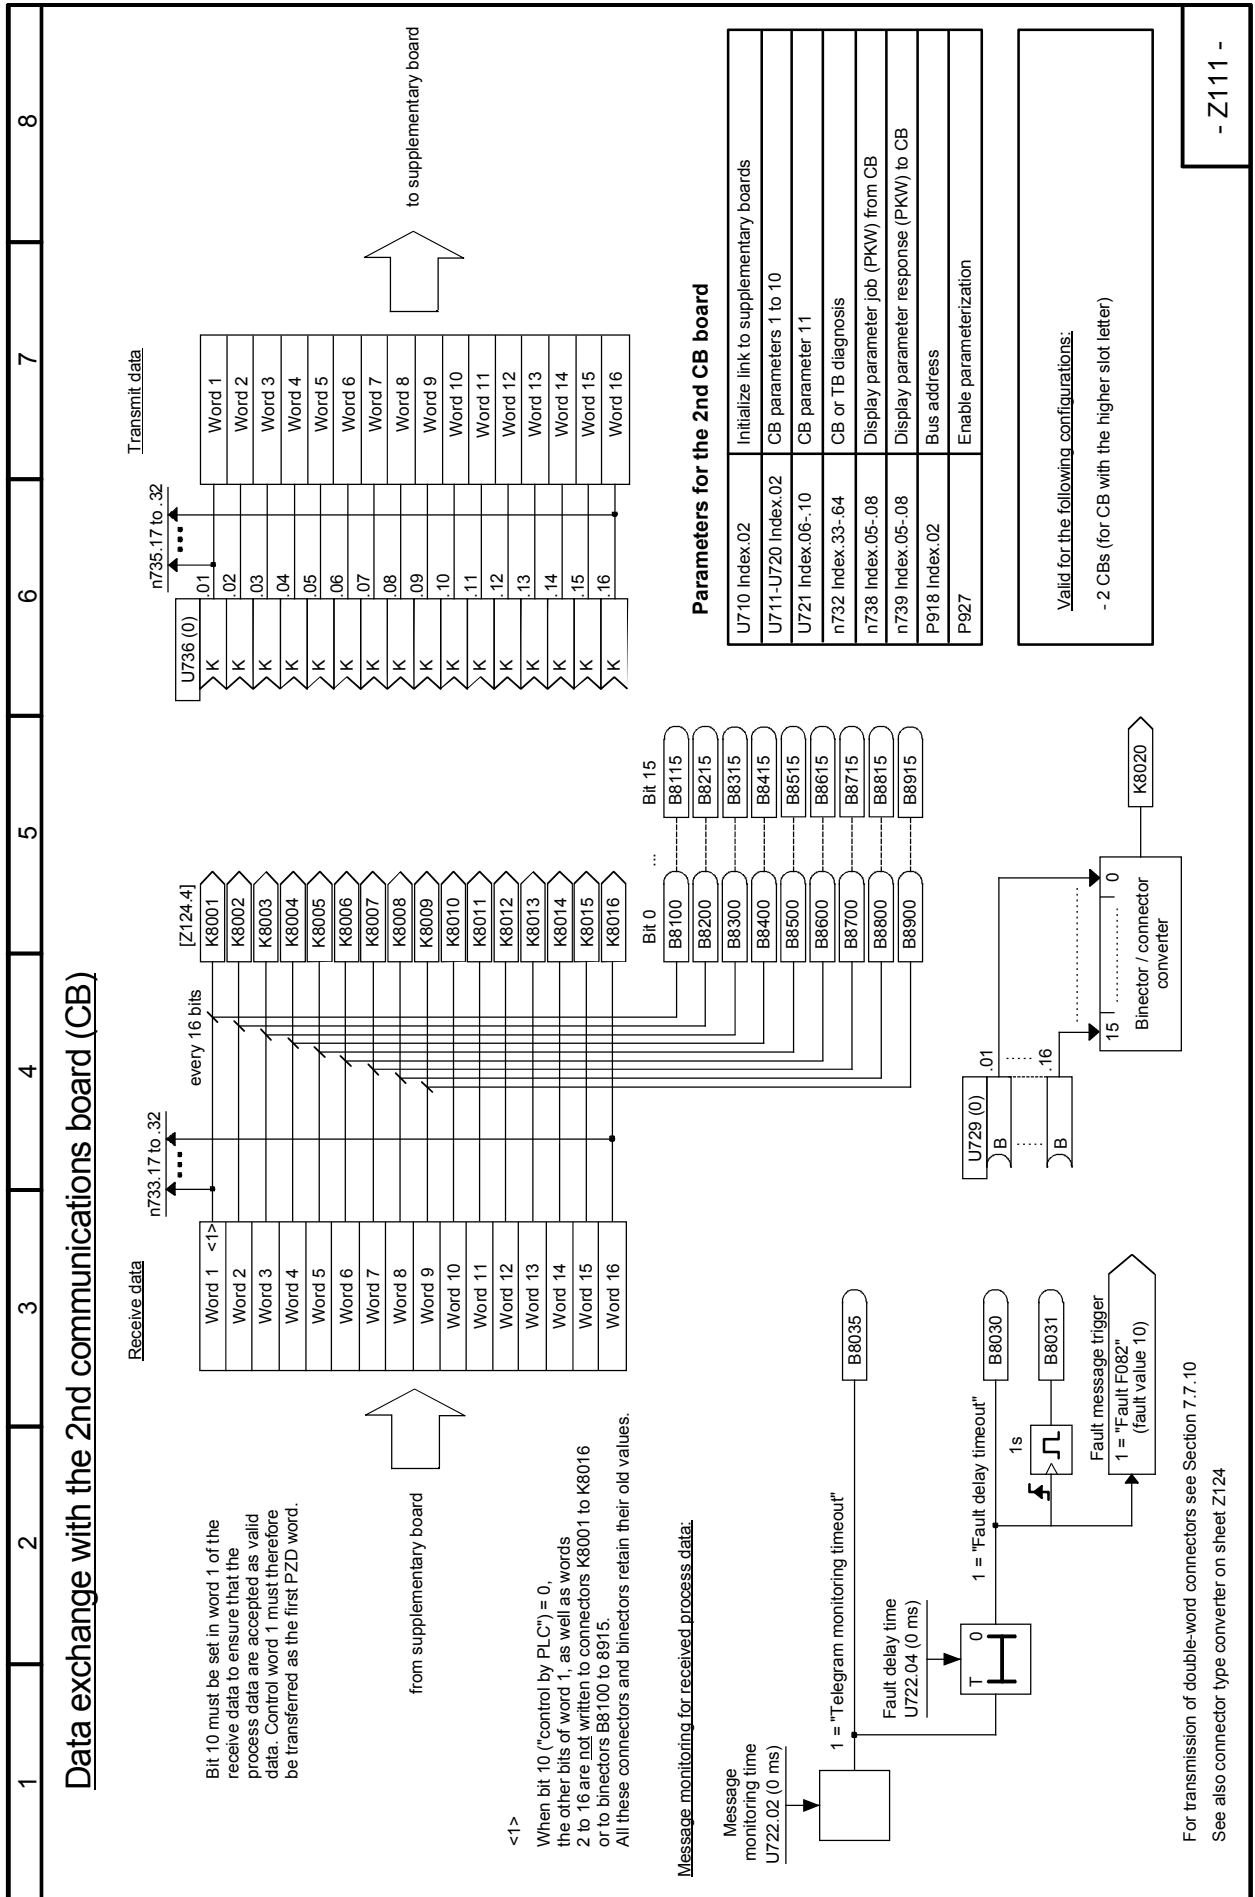 1
2
3
4
5
6
7
8
Data exchange with the 2nd communications board (CB)
Bit 10 must be set in word 1 of the
receive data to ensure that the
process data are accepted as valid
data. Control word 1 must therefore
be transferred as the first PZD word.
from supplementary board
<1>
When bit 10 ("control by PLC") = 0,
the other bits of word 1, as well as words
2 to 16 are not written to connectors K8001 to K8016
or to binectors B8100 to 8915.
All these connectors and binectors retain their old values.
Receive data
Word 1 <1>
Word 2
Word 3
Word 4
Word 5
Word 6
Word 7
Word 8
Word 9
Word 10
Word 11
Word 12
Word 13
Word 14
Word 15
Word 16
n733.17 to .32
every 16 bits
[Z124.4]
K8001
K8002
K8003
K8004
K8005
K8006
K8007
K8008
K8009
K8010
K8011
K8012
K8013
K8014
K8015
K8016
Bit 0 ... Bit 15
B8100 B8115
B8200 B8215
B8300 B8315
B8400 B8415
B8500 B8515
B8600 B8615
B8700 B8715
B8800 B8815
B8900 B8915
Transmit data
n735.17 to .32
U736 (0)
K .01 Word 1
K .02 Word 2
K .03 Word 3
K .04 Word 4
K .05 Word 5
K .06 Word 6
K .07 Word 7
K .08 Word 8
K .09 Word 9
K .10 Word 10
K .11 Word 11
K .12 Word 12
K .13 Word 13
K .14 Word 14
K .15 Word 15
K .16 Word 16
to supplementary board
Message monitoring for received process data:
Message
monitoring time
U722.02 (0 ms)
1 = "Telegram monitoring timeout"
B8035
Fault delay time
U722.04 (0 ms)
T 0
1 = "Fault delay timeout"
B8030
1s
B8031
Fault message trigger
1 = "Fault F082"
(fault value 10)
U729 (0)
B .01
..... .....
B .16
15 ............. 0
Binector / connector
converter
K8020
Parameters for the 2nd CB board
U710 Index.02 Initialize link to supplementary boards
U711-U720 Index.02 CB parameters 1 to 10
U721 Index.06-.10 CB parameter 11
n732 Index.33-.64 CB or TB diagnosis
n738 Index.05-.08 Display parameter job (PKW) from CB
n739 Index.05-.08 Display parameter response (PKW) to CB
P918 Index.02 Bus address
P927 Enable parameterization
Valid for the following configurations:
- 2 CBs (for CB with the higher slot letter)
For transmission of double-word connectors see Section 7.7.10
See also connector type converter on sheet Z124
- Z111 -